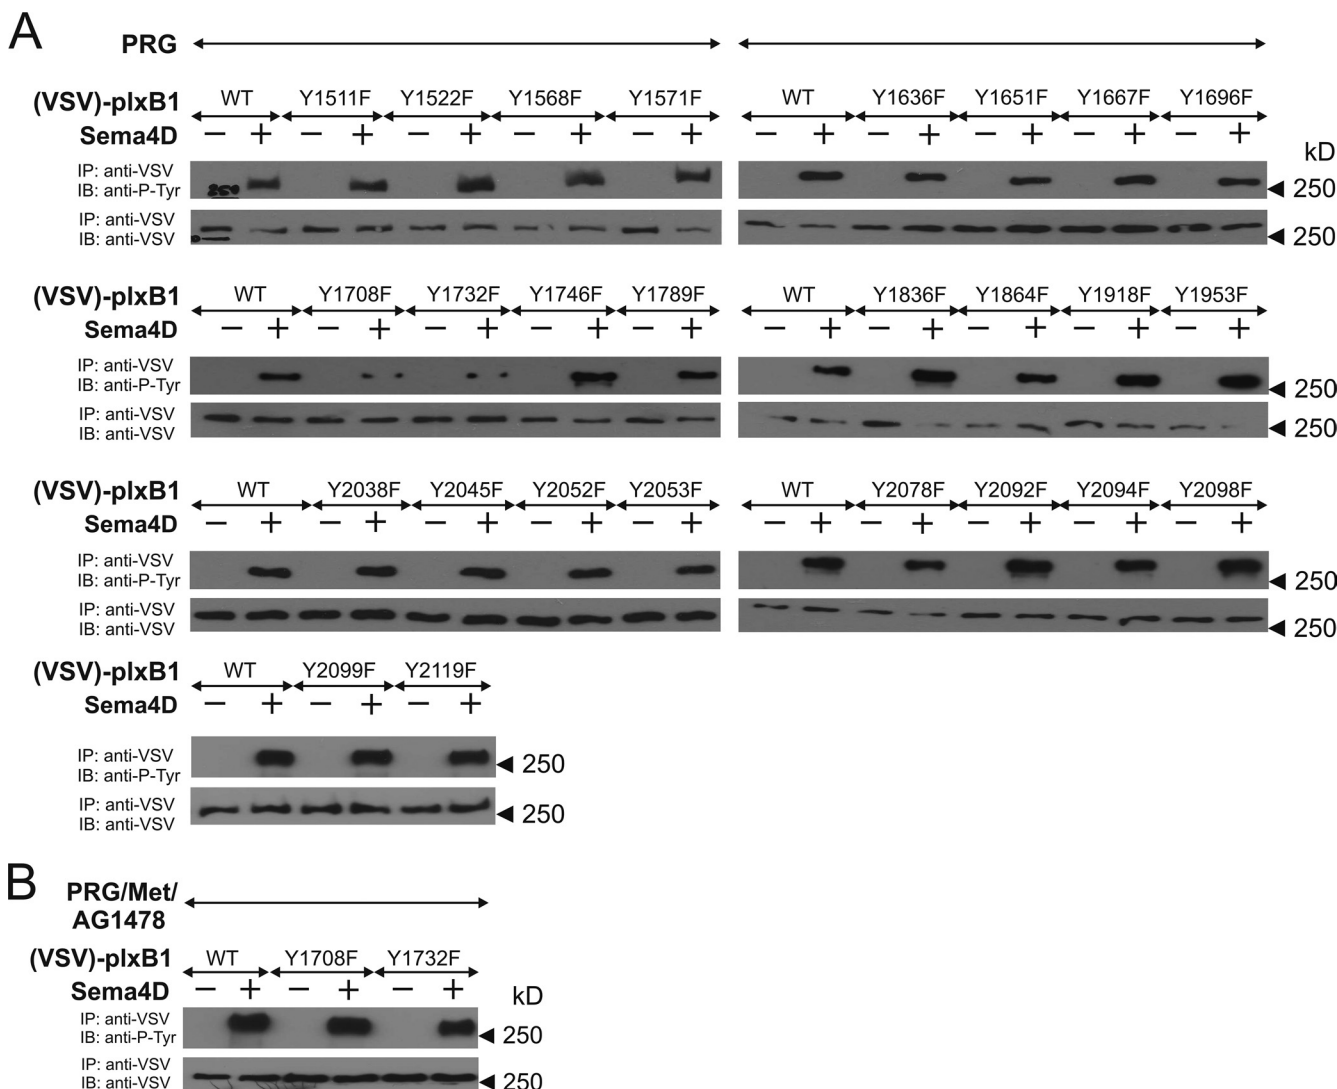 A
PRG
(VSV)-plxB1 WT Y1511F Y1522F Y1568F Y1571F WT Y1636F Y1651F Y1667F Y1696F
Sema4D − + − + − + − + − + − + − + − + − + − +
kD
IP: anti-VSV
IB: anti-P-Tyr
250
250
IP: anti-VSV
IB: anti-VSV
250
(VSV)-plxB1 WT Y1708F Y1732F Y1746F Y1789F WT Y1836F Y1864F Y1918F Y1953F
Sema4D − + − + − + − + − + − + − + − + − + − +
IP: anti-VSV
IB: anti-P-Tyr
250
IP: anti-VSV
IB: anti-VSV
250
(VSV)-plxB1 WT Y2038F Y2045F Y2052F Y2053F WT Y2078F Y2092F Y2094F Y2098F
Sema4D − + − + − + − + − + − + − + − + − + − +
IP: anti-VSV
IB: anti-P-Tyr
250
IP: anti-VSV
IB: anti-VSV
250
(VSV)-plxB1 WT Y2099F Y2119F
Sema4D − + − + − +
IP: anti-VSV
IB: anti-P-Tyr
250
IP: anti-VSV
IB: anti-VSV
250
B
PRG/Met/
AG1478
(VSV)-plxB1 WT Y1708F Y1732F
Sema4D − + − + − +
kD
IP: anti-VSV
IB: anti-P-Tyr
250
IP: anti-VSV
IB: anti-VSV
250